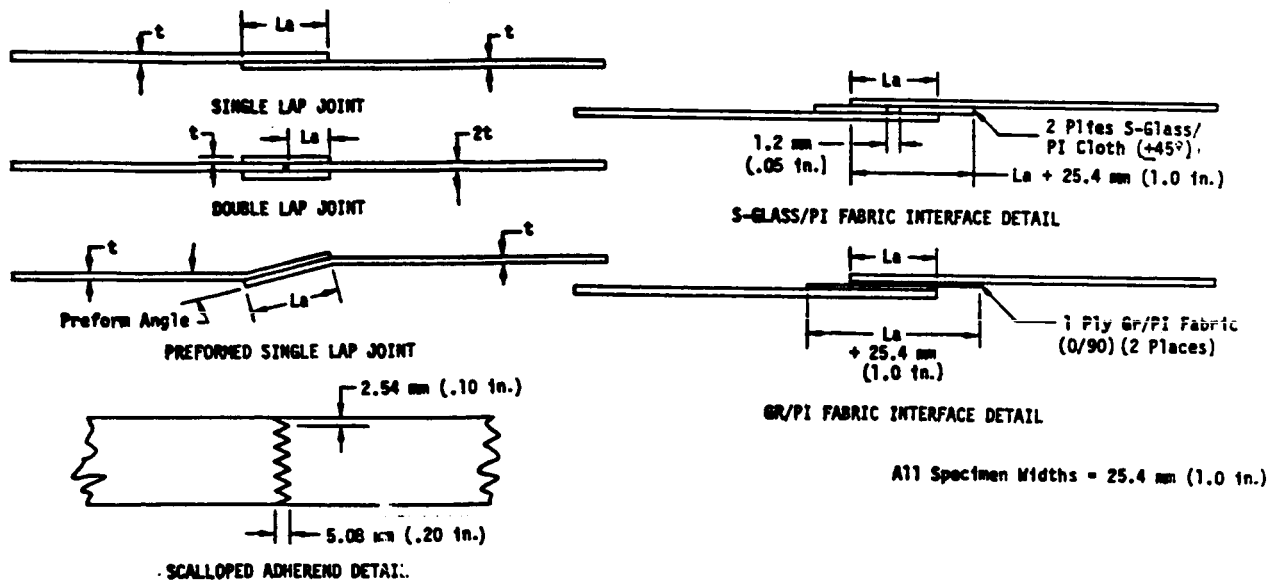 La
t
t
SINGLE LAP JOINT
t
La
2t
DOUBLE LAP JOINT
t
t
La
Preform Angle
PREFORMED SINGLE LAP JOINT
2.54 mm (.10 in.)
5.08 mm (.20 in.)
SCALLOPED ADHEREND DETAIL
La
1.2 mm
(.05 in.)
2 Plies S-Glass/
PI Cloth (±45°)
La + 25.4 mm (1.0 in.)
S-GLASS/PI FABRIC INTERFACE DETAIL
La
La
+ 25.4 mm
(1.0 in.)
1 Ply Gr/PI Fabric
(0/90) (2 Places)
GR/PI FABRIC INTERFACE DETAIL
All Specimen Widths = 25.4 mm (1.0 in.)